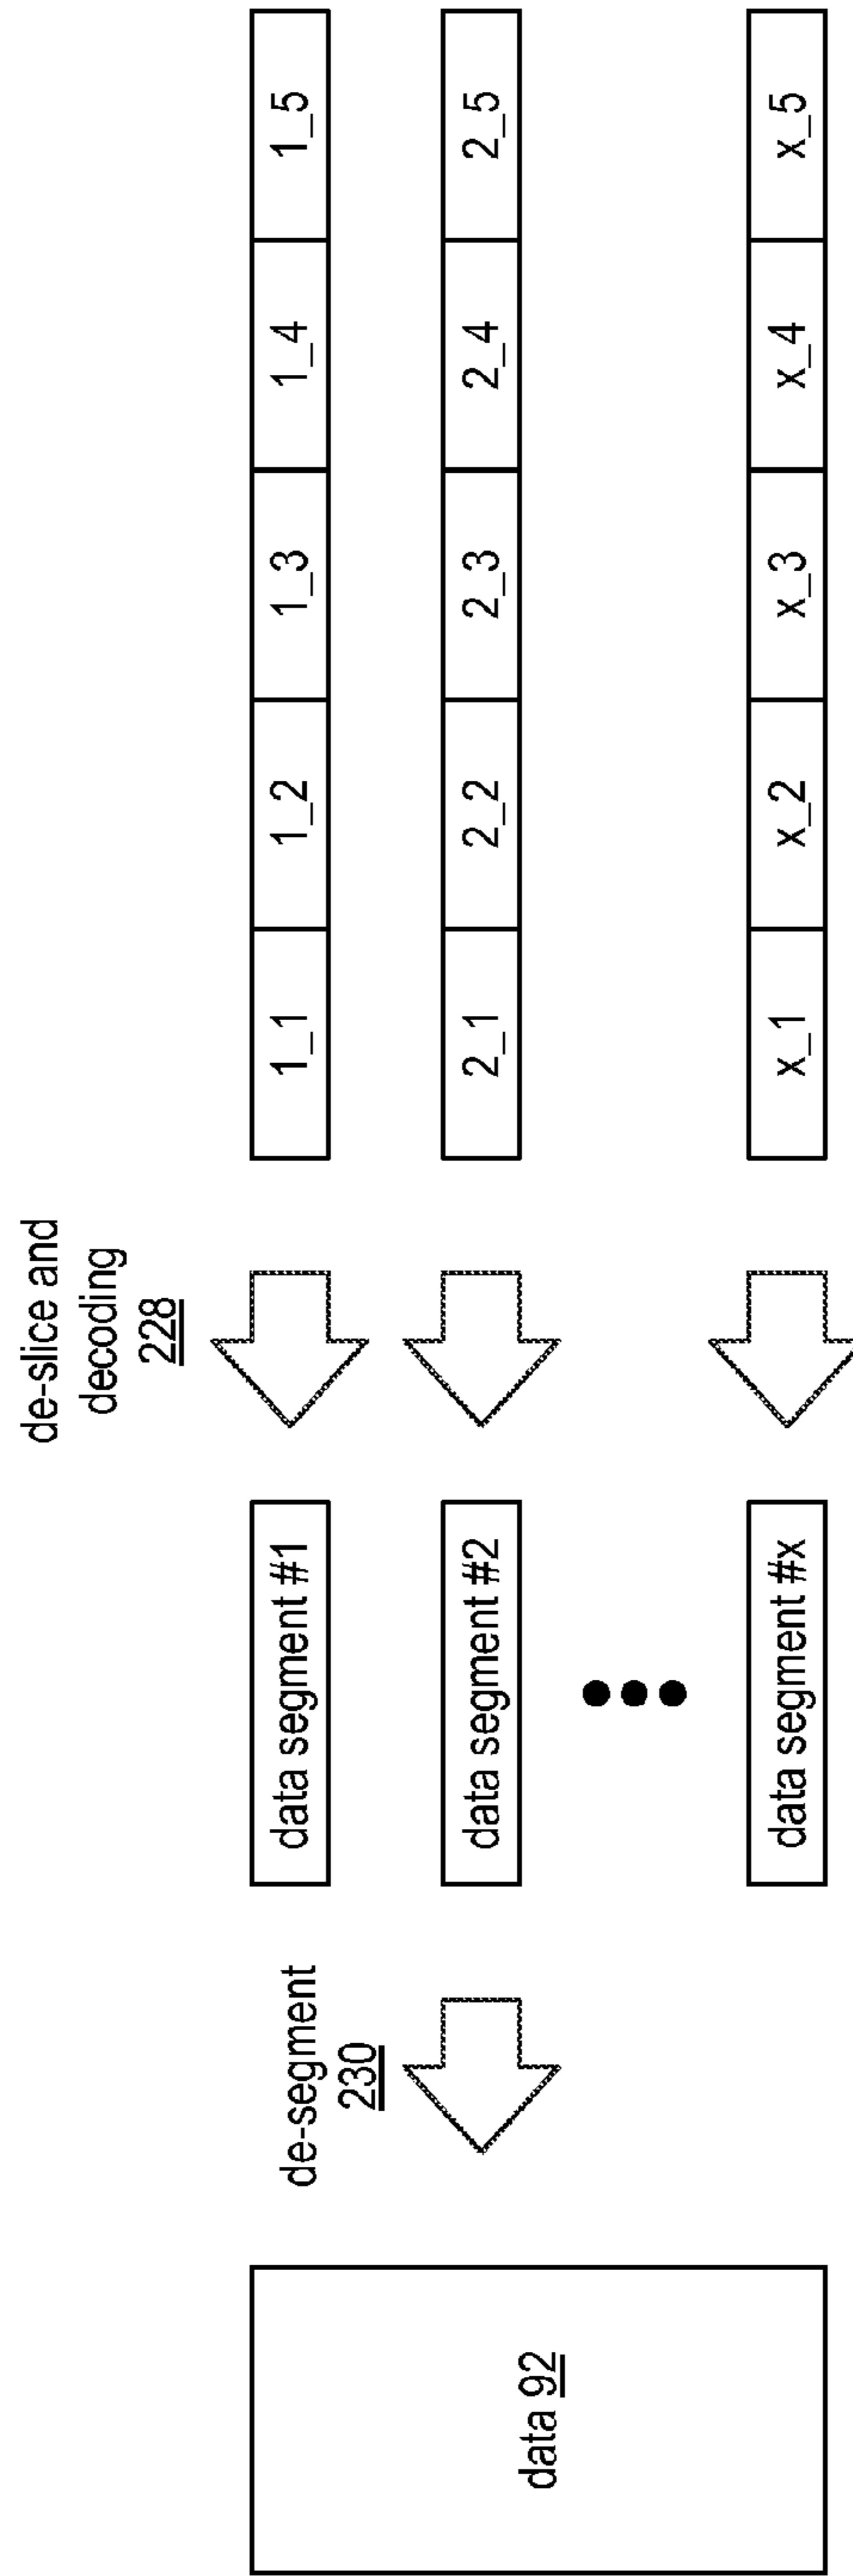 de-slice and
decoding
228
de-segment
230
data 92
data segment #1
1_1
1_2
1_3
1_4
1_5
data segment #2
2_1
2_2
2_3
2_4
2_5
data segment #x
x_1
x_2
x_3
x_4
x_5